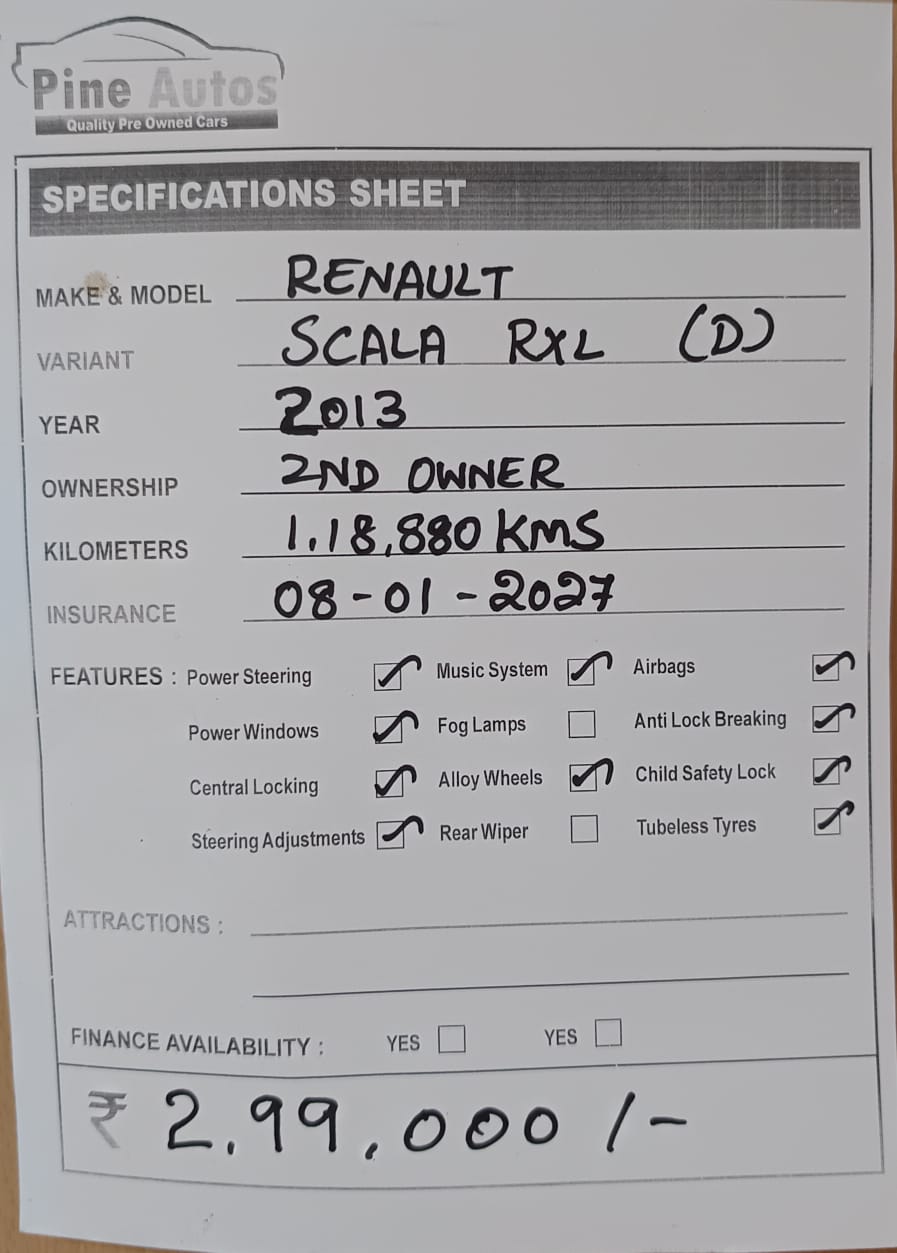 Pine Autos
Quality Pre Owned Cars
SPECIFICATIONS SHEET
MAKE & MODEL RENAULT
VARIANT SCALA RXL (D)
YEAR 2013
OWNERSHIP 2ND OWNER
KILOMETERS 1,18,880 KMS
INSURANCE 08-01-2027
FEATURES : Power Steering Music System Airbags
Power Windows Fog Lamps Anti Lock Breaking
Central Locking Alloy Wheels Child Safety Lock
Steering Adjustments Rear Wiper Tubeless Tyres
ATTRACTIONS :
FINANCE AVAILABILITY : YES YES
₹ 2,99,000/-